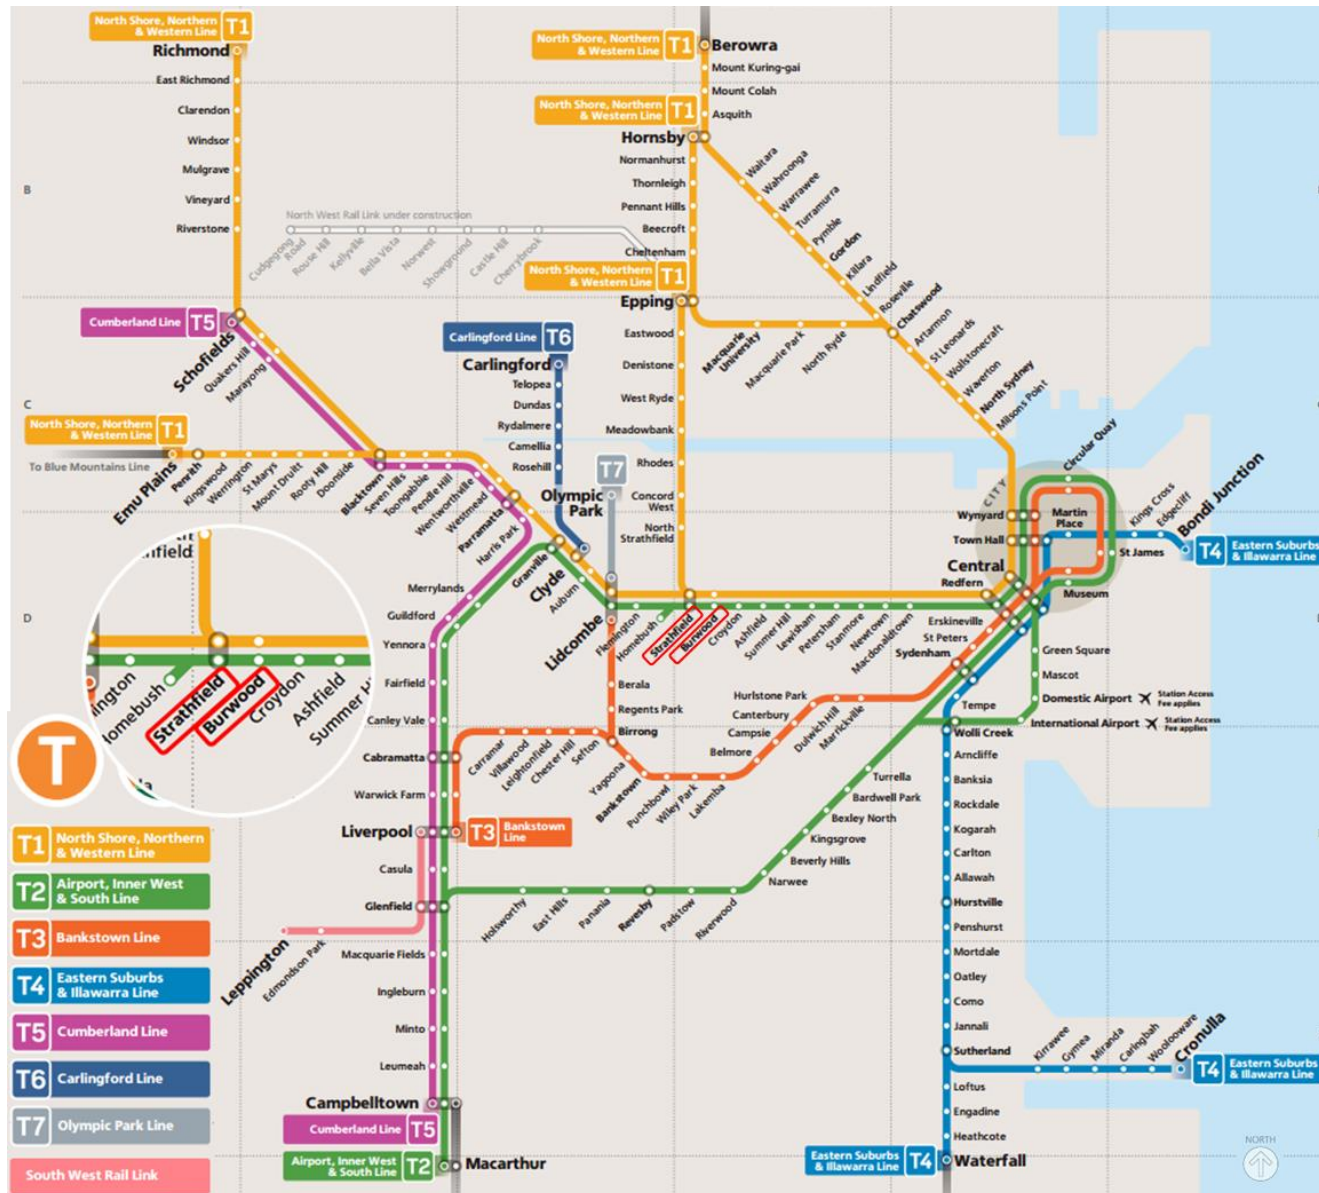 North Shore, Northern
& Western Line
T1
Richmond
East Richmond
Clarendon
Windsor
Mulgrave
Vineyard
Riverstone
North Shore, Northern
& Western Line
T1
Berowra
Mount Kuring-gai
Mount Colah
Asquith
North Shore, Northern
& Western Line
T1
Hornsby
Normanhurst
Thornleigh
Pennant Hills
Beecroft
Cheltenham
Waitara
Wahroonga
Warrawee
Turramurra
Pymble
Gordon
Killara
Lindfield
Roseville
Chatswood
Artarmon
St Leonards
Wollstonecraft
Waverton
North Sydney
Milsons Point
B
North West Rail Link under construction
Cudgegong
Road
Rouse Hill
Kellyville
Bella Vista
Norwest
Showground
Castle Hill
Cherrybrook
North Shore, Northern
& Western Line
T1
Epping
Eastwood
Denistone
West Ryde
Meadowbank
Rhodes
Concord
West
North
Strathfield
Macquarie
University
Macquarie Park
North Ryde
Cumberland Line
T5
Schofields
Quakers Hill
Marayong
Carlingford Line
T6
Carlingford
Telopea
Dundas
Rydalmere
Camellia
Rosehill
C
North Shore, Northern
& Western Line
T1
To Blue Mountains Line
Emu Plains
Penrith
Kingswood
Werrington
St Marys
Mount Druitt
Rooty Hill
Doonside
Blacktown
Seven Hills
Toongabbie
Pendle Hill
Wentworthville
Westmead
Parramatta
Harris Park
Granville
Clyde
Auburn
T7
Olympic
Park
Lidcombe
Flemington
Homebush
Strathfield
Burwood
Croydon
Ashfield
Summer Hill
Lewisham
Petersham
Stanmore
Newtown
Macdonaldtown
CITY
Circular Quay
Wynyard
Martin
Place
Town Hall
St James
Central
Redfern
Museum
Kings Cross
Edgecliff
Bondi Junction
T4
Eastern Suburbs
& Illawarra Line
D
Merrylands
Guildford
Yennora
Fairfield
Canley Vale
Cabramatta
Warwick Farm
Liverpool
Casula
Glenfield
Macquarie Fields
Ingleburn
Minto
Leumeah
Campbelltown
Cumberland Line
T5
Airport, Inner West
& South Line
T2
Macarthur
Leppington
Edmondson Park
Berala
Regents Park
Birrong
Carramar
Villawood
Leightonfield
Chester Hill
Sefton
Yagoona
Bankstown
Punchbowl
Wiley Park
Lakemba
Belmore
Campsie
Canterbury
Hurlstone Park
Dulwich Hill
Marrickville
T3
Bankstown
Line
Erskineville
St Peters
Sydenham
Tempe
Green Square
Mascot
Domestic Airport
Station Access
Fee applies
International Airport
Station Access
Fee applies
Wolli Creek
Arncliffe
Banksia
Rockdale
Kogarah
Carlton
Allawah
Hurstville
Penshurst
Mortdale
Oatley
Como
Jannali
Sutherland
Loftus
Engadine
Heathcote
Waterfall
Eastern Suburbs
& Illawarra Line
T4
Kirrawee
Gymea
Miranda
Caringbah
Woolooware
Cronulla
T4
Eastern Suburbs
& Illawarra Line
Turrella
Bardwell Park
Bexley North
Kingsgrove
Beverly Hills
Narwee
Riverwood
Padstow
Revesby
Panania
East Hills
Holsworthy
thfield
ington
Homebush
Strathfield
Burwood
Croydon
Ashfield
Summer H
T
T1
North Shore, Northern
& Western Line
T2
Airport, Inner West
& South Line
T3
Bankstown Line
T4
Eastern Suburbs
& Illawarra Line
T5
Cumberland Line
T6
Carlingford Line
T7
Olympic Park Line
South West Rail Link
NORTH